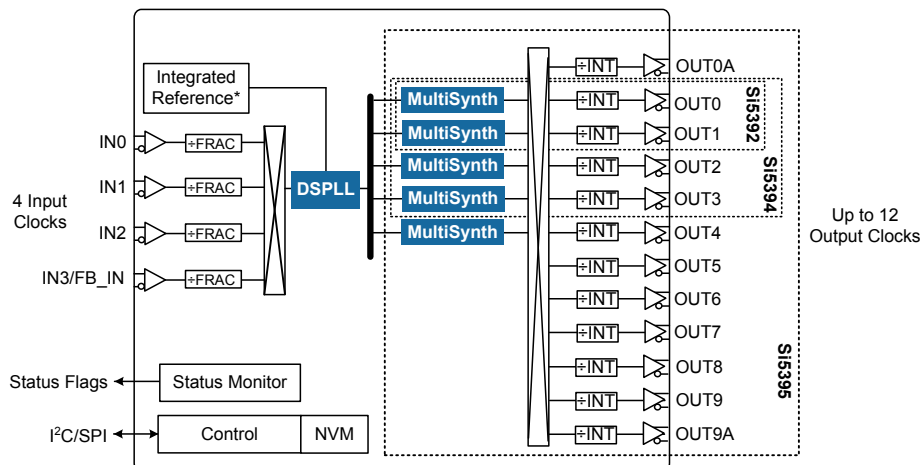 Integrated
Reference*
IN0
÷FRAC
IN1
÷FRAC
IN2
÷FRAC
IN3/FB_IN
÷FRAC
4 Input
Clocks
DSPLL
MultiSynth
MultiSynth
MultiSynth
MultiSynth
MultiSynth
÷INT
OUT0A
÷INT
OUT0
÷INT
OUT1
÷INT
OUT2
÷INT
OUT3
÷INT
OUT4
÷INT
OUT5
÷INT
OUT6
÷INT
OUT7
÷INT
OUT8
÷INT
OUT9
÷INT
OUT9A
Si5392
Si5394
Si5395
Up to 12
Output Clocks
Status Flags
Status Monitor
I²C/SPI
Control
NVM